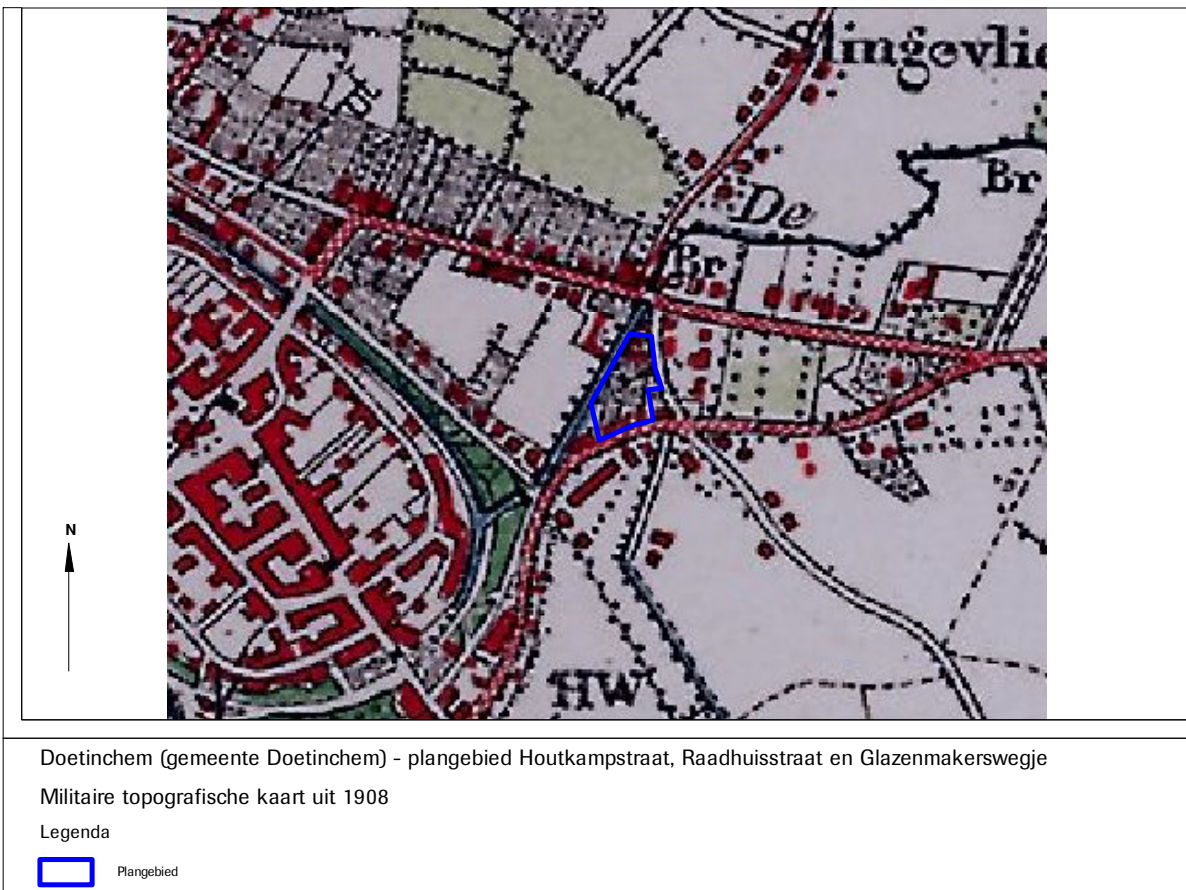 Slingevlie
De
Br
Br
N
HW
Doetinchem (gemeente Doetinchem) - plangebied Houtkampstraat, Raadhuisstraat en Glazenmakerswegje
Militaire topografische kaart uit 1908
Legenda
Plangebied